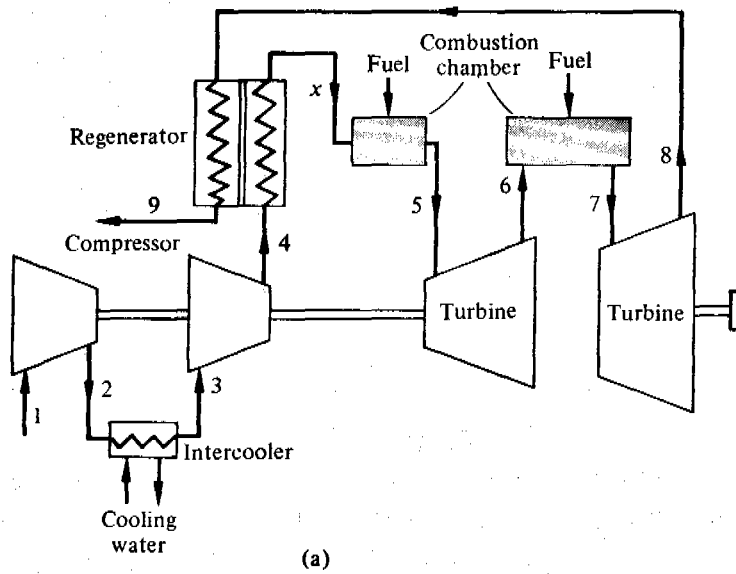 Combustion
chamber
Fuel
Fuel
x
Regenerator
8
5
6
7
9
4
Compressor
Turbine
Turbine
2
3
1
Intercooler
Cooling
water
(a)